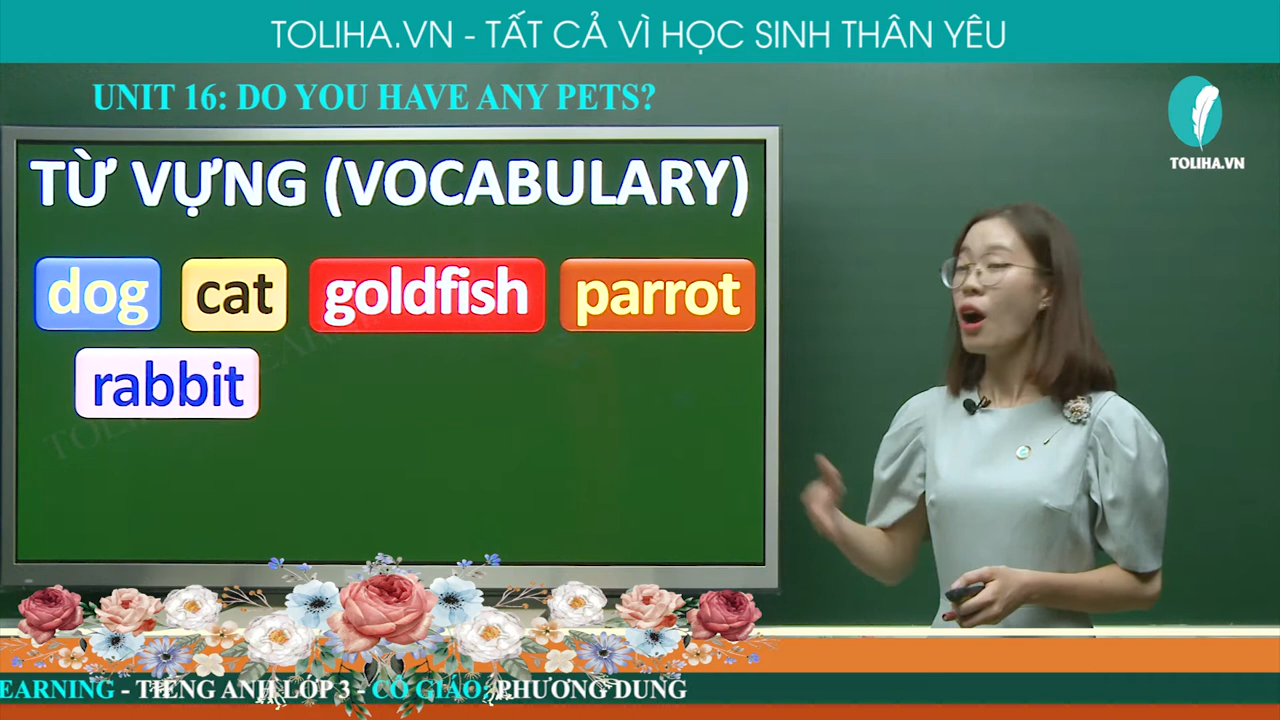 TOLIHA.VN - TẤT CẢ VÌ HỌC SINH THÂN YÊU
UNIT 16: DO YOU HAVE ANY PETS?
TOLIHA.VN
TỪ VỰNG (VOCABULARY)
dog cat goldfish parrot
rabbit
EARNING - TIẾNG ANH LỚP 3 - CÔ GIÁO: PHƯƠNG DUNG